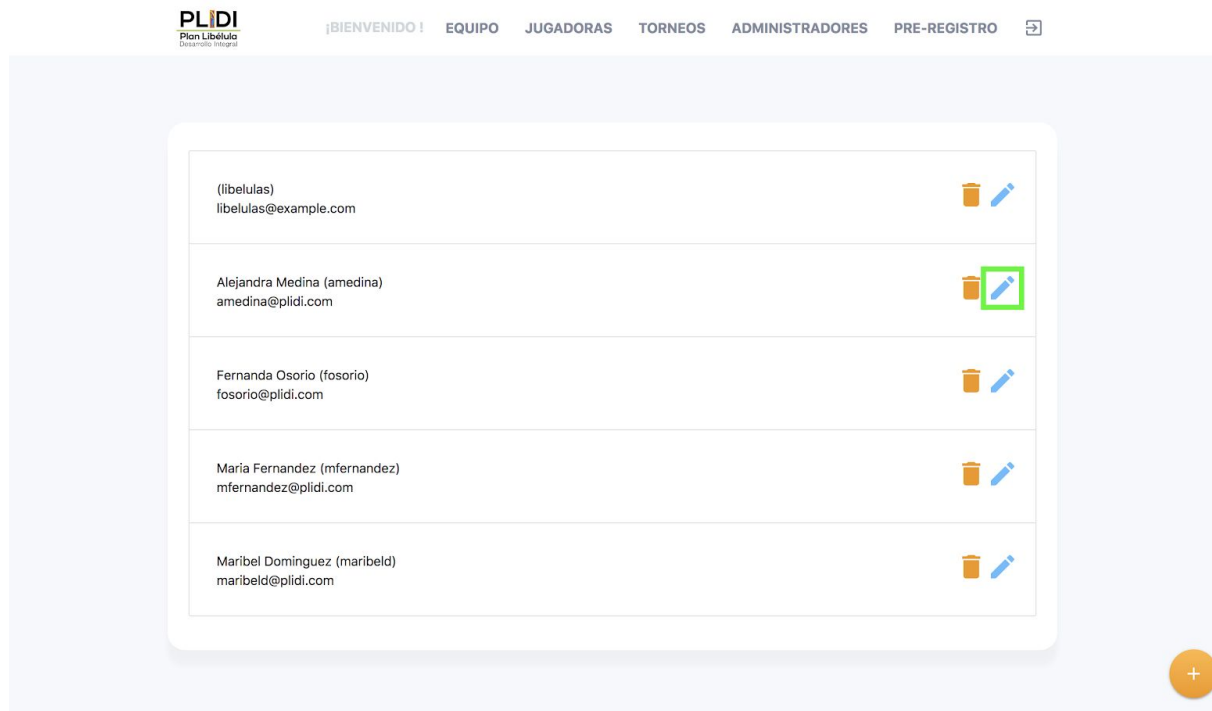 PLIDI
Plan Libélula
Desarrollo Integral
¡BIENVENIDO ! EQUIPO JUGADORAS TORNEOS ADMINISTRADORES PRE-REGISTRO
(libelulas)
libelulas@example.com
Alejandra Medina (amedina)
amedina@plidi.com
Fernanda Osorio (fosorio)
fosorio@plidi.com
Maria Fernandez (mfernandez)
mfernandez@plidi.com
Maribel Dominguez (maribeld)
maribeld@plidi.com
+